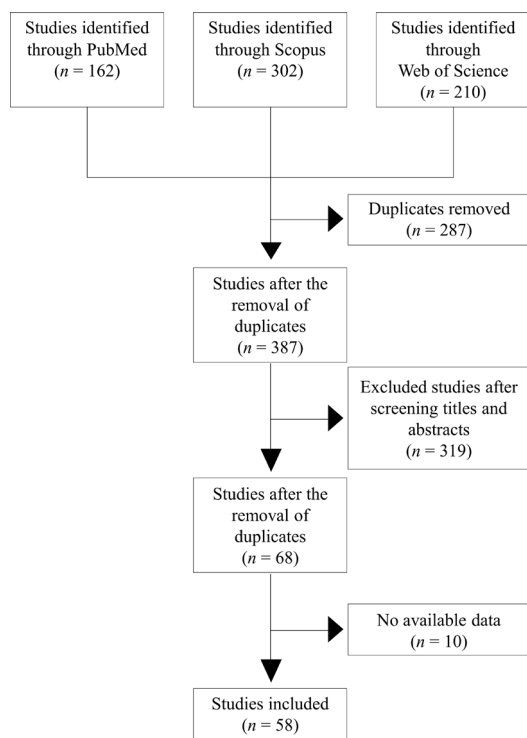 Studies identified
through PubMed
(n = 162)
Studies identified
through Scopus
(n = 302)
Studies identified
through
Web of Science
(n = 210)
Duplicates removed
(n = 287)
Studies after the
removal of
duplicates
(n = 387)
Excluded studies after
screening titles and
abstracts
(n = 319)
Studies after the
removal of
duplicates
(n = 68)
No available data
(n = 10)
Studies included
(n = 58)